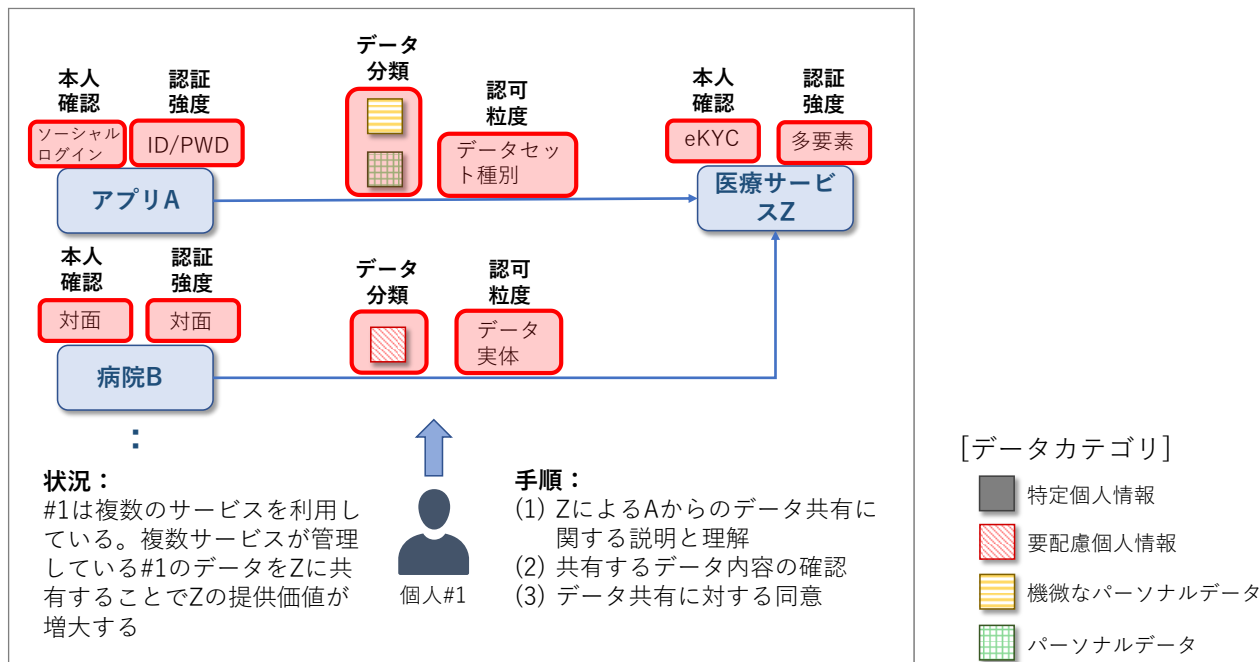 データ
分類
本人
確認
認証
強度
認可
粒度
本人
確認
認証
強度
ソーシャル
ログイン
ID/PWD
データセッ
ト種別
eKYC
多要素
アプリA
医療サービ
スZ
本人
確認
認証
強度
データ
分類
認可
粒度
対面
対面
データ
実体
病院B
:
状況：
#1は複数のサービスを利用し
ている。複数サービスが管理
している#1のデータをZに共
有することでZの提供価値が
増大する
個人#1
手順：
(1) ZによるAからのデータ共有に
関する説明と理解
(2) 共有するデータ内容の確認
(3) データ共有に対する同意
[データカテゴリ]
特定個人情報
要配慮個人情報
機微なパーソナルデータ
パーソナルデータ